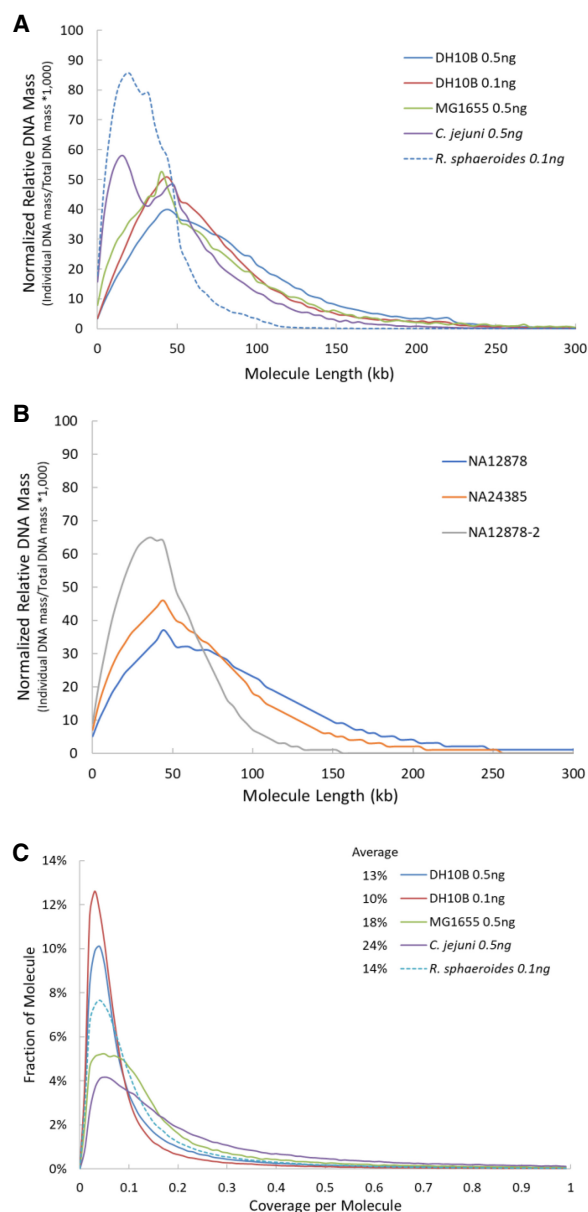 A
DH10B 0.5ng
DH10B 0.1ng
MG1655 0.5ng
C. jejuni 0.5ng
R. sphaeroides 0.1ng
Normalized Relative DNA Mass
(Individual DNA mass/Total DNA mass *1,000)
100
90
80
70
60
50
40
30
20
10
0
0 50 100 150 200 250 300
Molecule Length (kb)
B
NA12878
NA24385
NA12878-2
Normalized Relative DNA Mass
(Individual DNA mass/Total DNA mass *1,000)
100
90
80
70
60
50
40
30
20
10
0
0 50 100 150 200 250 300
Molecule Length (kb)
C
Average
13% DH10B 0.5ng
10% DH10B 0.1ng
18% MG1655 0.5ng
24% C. jejuni 0.5ng
14% R. sphaeroides 0.1ng
Fraction of Molecule
14%
12%
10%
8%
6%
4%
2%
0%
0 0.1 0.2 0.3 0.4 0.5 0.6 0.7 0.8 0.9 1
Coverage per Molecule